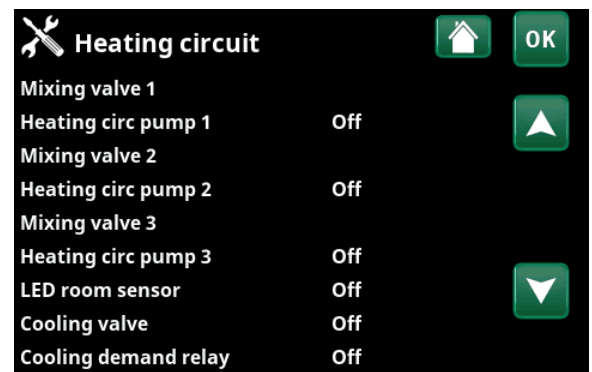 Heating circuit OK
Mixing valve 1
Heating circ pump 1 Off
Mixing valve 2
Heating circ pump 2 Off
Mixing valve 3
Heating circ pump 3 Off
LED room sensor Off
Cooling valve Off
Cooling demand relay Off